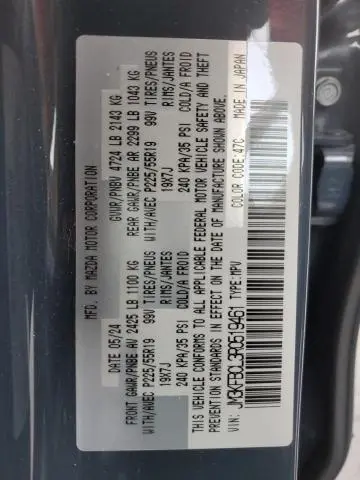 MFD. BY MAZDA MOTOR CORPORATION
DATE: 05/24 GVWR/PNBV 4724 LB 2143 KG
FRONT GAWR/PNBE AV 2425 LB 1100 KG REAR GAWR/PNBE AR 2299 LB 1043 KG
WITH/AVEC P225/55R19 99V TIRES/PNEUS WITH/AVEC P225/55R19 99V TIRES/PNEUS
19X7J RIMS/JANTES 19X7J RIMS/JANTES
240 KPA/35 PSI COLD/A FROID 240 KPA/35 PSI COLD/A FROID
THIS VEHICLE CONFORMS TO ALL APPLICABLE FEDERAL MOTOR VEHICLE SAFETY AND THEFT
PREVENTION STANDARDS IN EFFECT ON THE DATE OF MANUFACTURE SHOWN ABOVE.
COLOR CODE:47C MADE IN JAPAN
VIN:JM3KFBCL3R0519461 TYPE:MPV